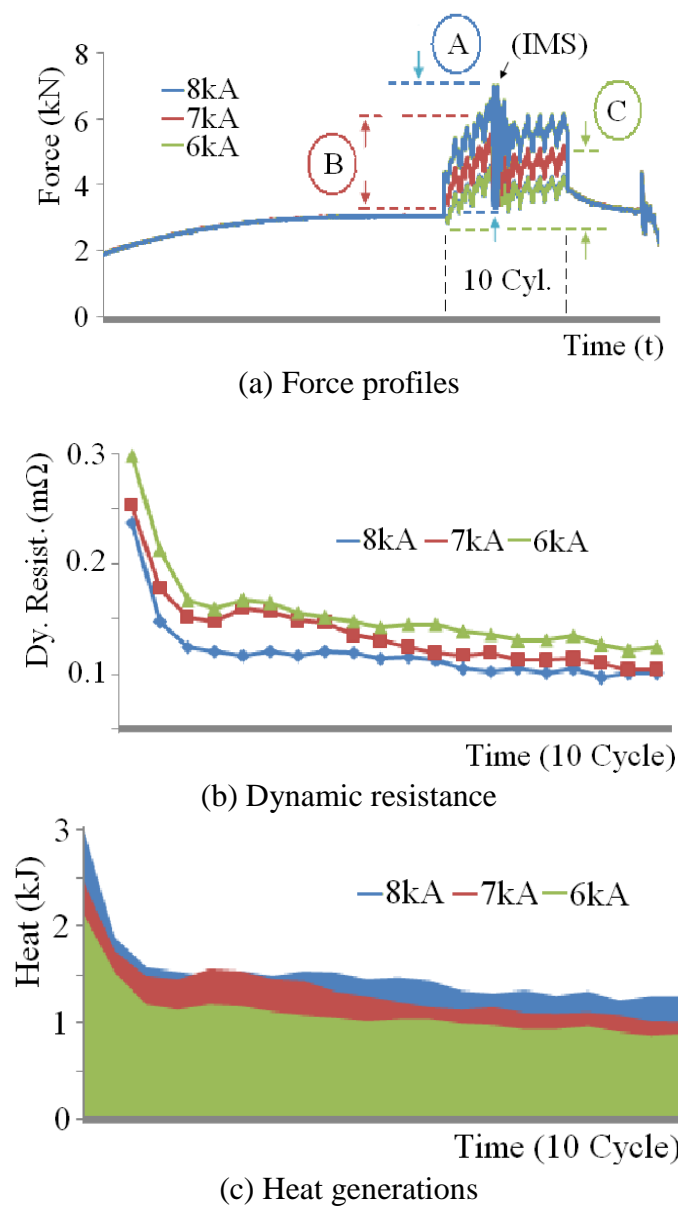 A
(IMS)
8
8kA
7kA
6kA
C
6
B
4
2
0
Force (kN)
10 Cyl.
Time (t)
(a) Force profiles
0.3
0.2
0.1
Dy. Resist. (mΩ)
8kA 7kA 6kA
Time (10 Cycle)
(b) Dynamic resistance
3
2
1
0
Heat (kJ)
8kA 7kA 6kA
Time (10 Cycle)
(c) Heat generations